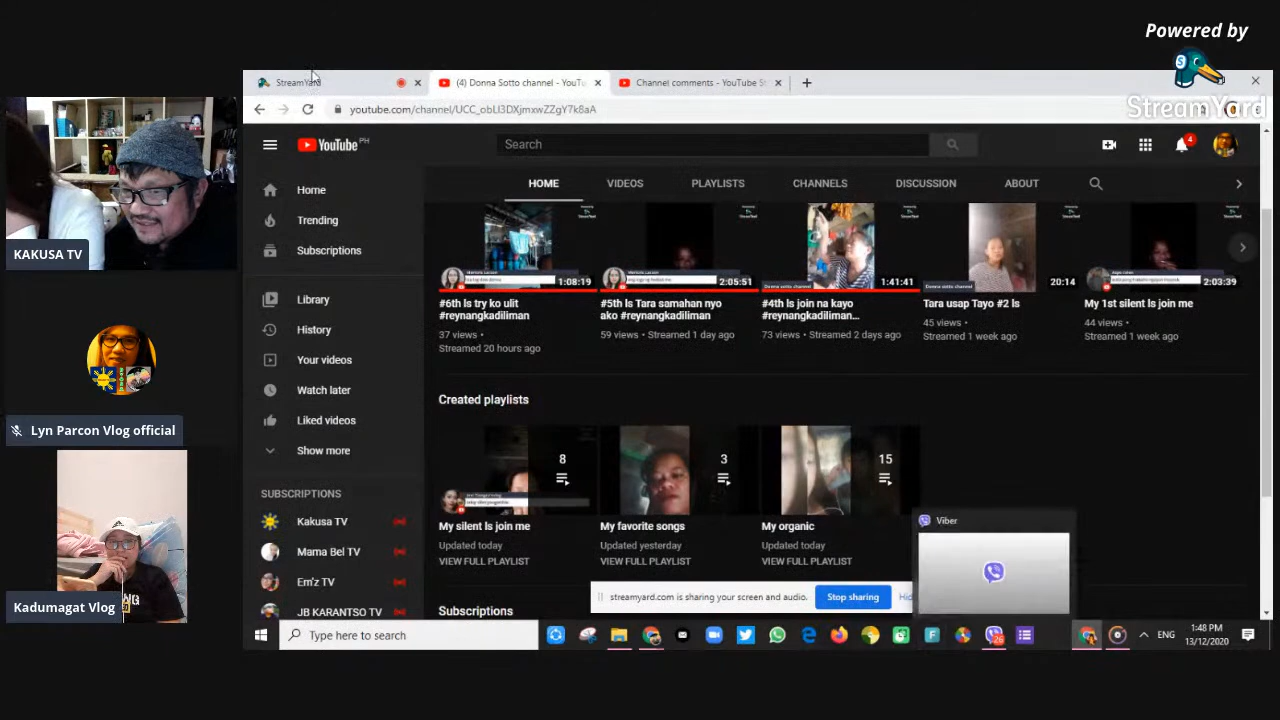 Powered by
StreamYard
StreamYard
(4) Donna Sotto channel - YouTu
Channel comments - YouTube S
youtube.com/channel/UCC_obLI3DXjmxwZZgY7k8aA
YouTube PH
Search
4
HOME
VIDEOS
PLAYLISTS
CHANNELS
DISCUSSION
ABOUT
Home
Trending
Subscriptions
Library
History
Your videos
Watch later
Liked videos
Show more
SUBSCRIPTIONS
Kakusa TV
Mama Bel TV
Em'z TV
JB KARANTSO TV
1:08:19
2:05:51
1:41:41
20:14
2:03:39
#6th ls try ko ulit
#reynangkadiliman
37 views •
Streamed 20 hours ago
#5th ls Tara samahan nyo
ako #reynangkadiliman
59 views • Streamed 1 day ago
#4th ls join na kayo
#reynangkadiliman...
73 views • Streamed 2 days ago
Tara usap Tayo #2 ls
45 views •
Streamed 1 week ago
My 1st silent ls join me
44 views •
Streamed 1 week ago
Created playlists
8
3
15
My silent ls join me
Updated today
VIEW FULL PLAYLIST
My favorite songs
Updated yesterday
VIEW FULL PLAYLIST
My organic
Updated today
VIEW FULL PLAYLIST
Subscriptions
Viber
streamyard.com is sharing your screen and audio.
Stop sharing
Hid
Type here to search
26
ENG
1:48 PM
13/12/2020
KAKUSA TV
Lyn Parcon Vlog official
Kadumagat Vlog